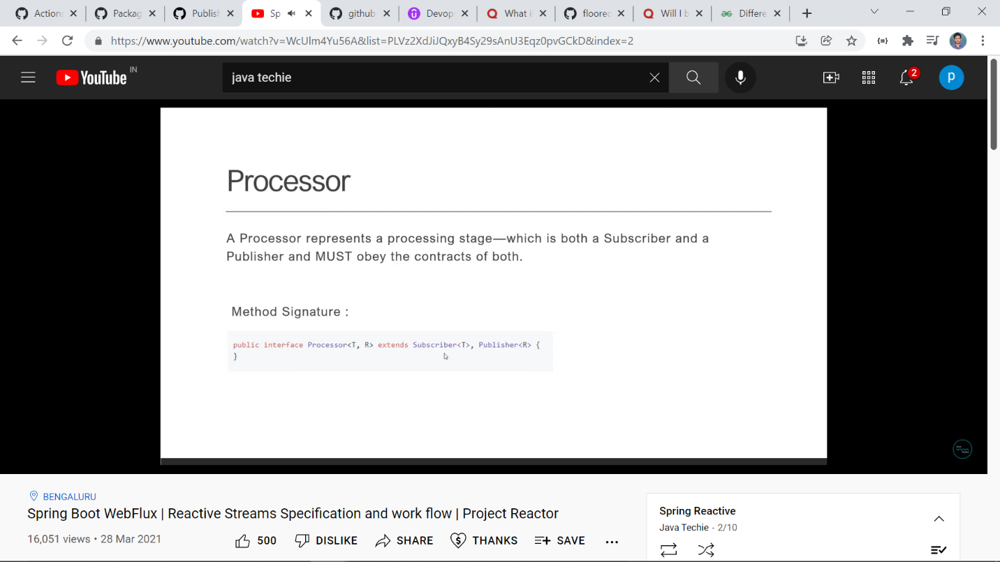 Actions
Packag
Publish
Sp
github
Devops
What is
floorec
Will I b
Differe
https://www.youtube.com/watch?v=WcUlm4Yu56A&list=PLVz2XdJiJQxyB4Sy29sAnU3Eqz0pvGCkD&index=2
YouTube IN
java techie
2
p
Processor
A Processor represents a processing stage—which is both a Subscriber and a
Publisher and MUST obey the contracts of both.
Method Signature :
public interface Processor<T, R> extends Subscriber<T>, Publisher<R> {
}
BENGALURU
Spring Boot WebFlux | Reactive Streams Specification and work flow | Project Reactor
16,051 views • 28 Mar 2021
500
DISLIKE
SHARE
THANKS
SAVE
Spring Reactive
Java Techie - 2/10